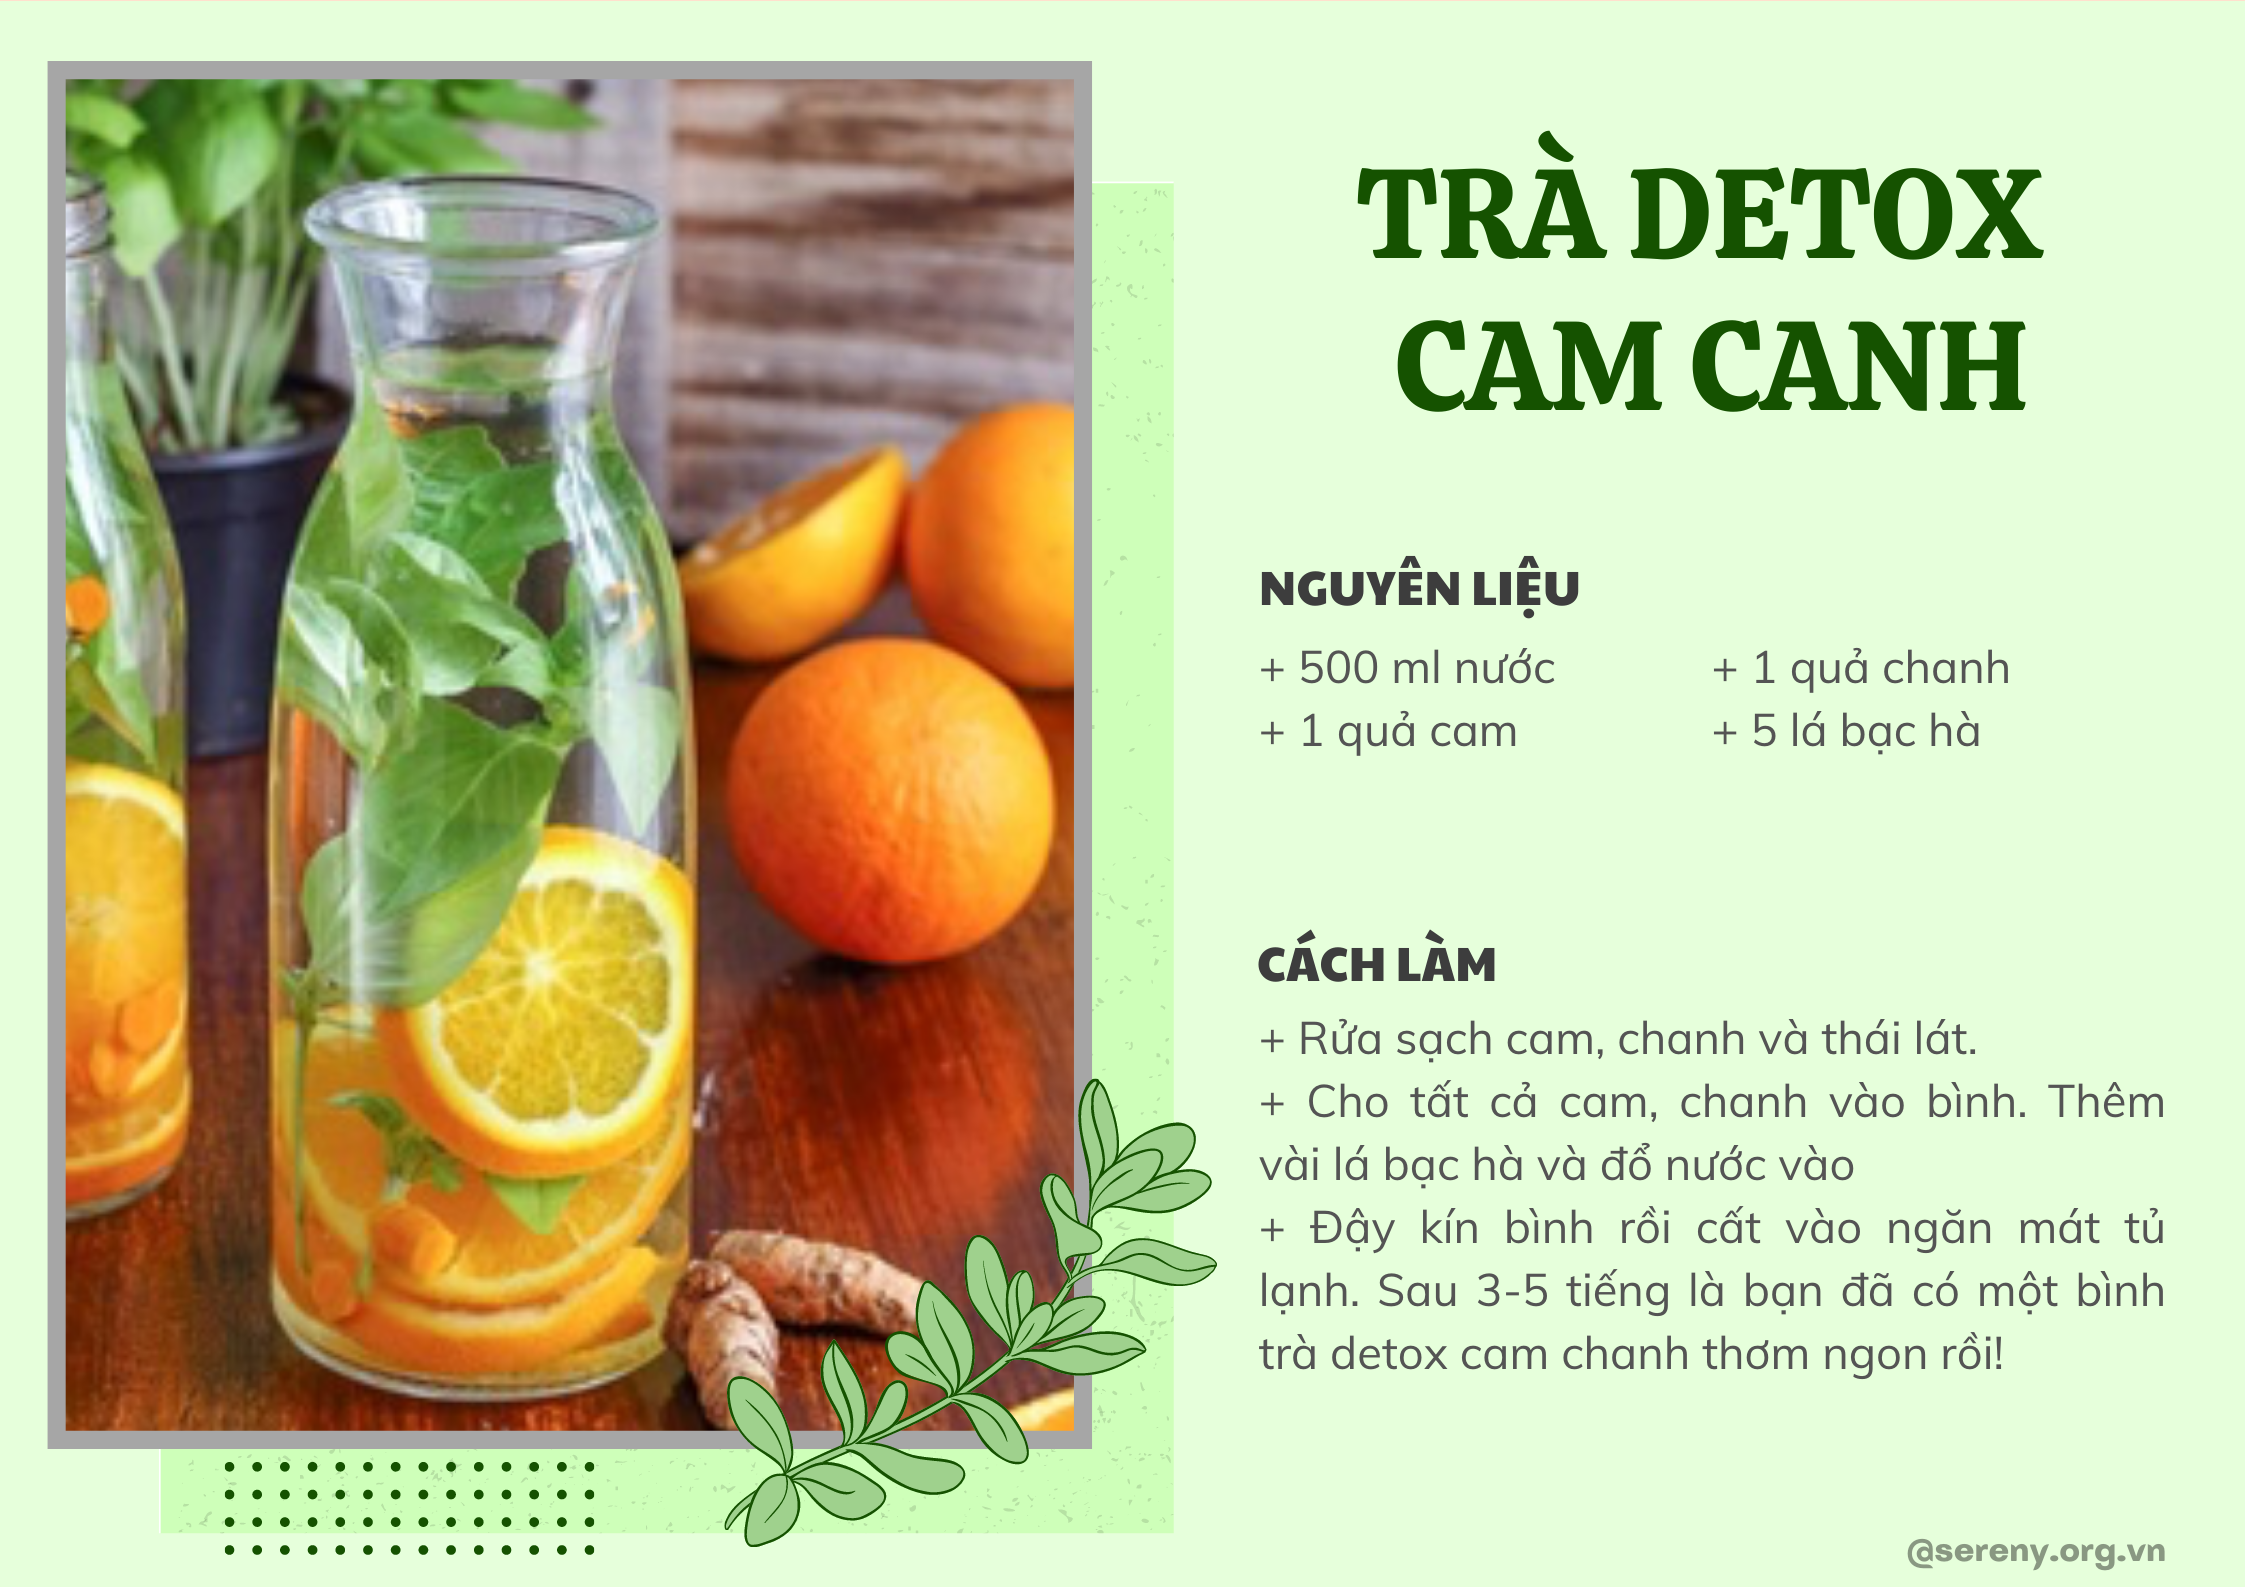 TRÀ DETOX
CAM CANH
NGUYÊN LIỆU
+ 500 ml nước
+ 1 quả cam
+ 1 quả chanh
+ 5 lá bạc hà
CÁCH LÀM
+ Rửa sạch cam, chanh và thái lát.
+ Cho tất cả cam, chanh vào bình. Thêm
vài lá bạc hà và đổ nước vào
+ Đậy kín bình rồi cất vào ngăn mát tủ
lạnh. Sau 3-5 tiếng là bạn đã có một bình
trà detox cam chanh thơm ngon rồi!
@sereny.org.vn